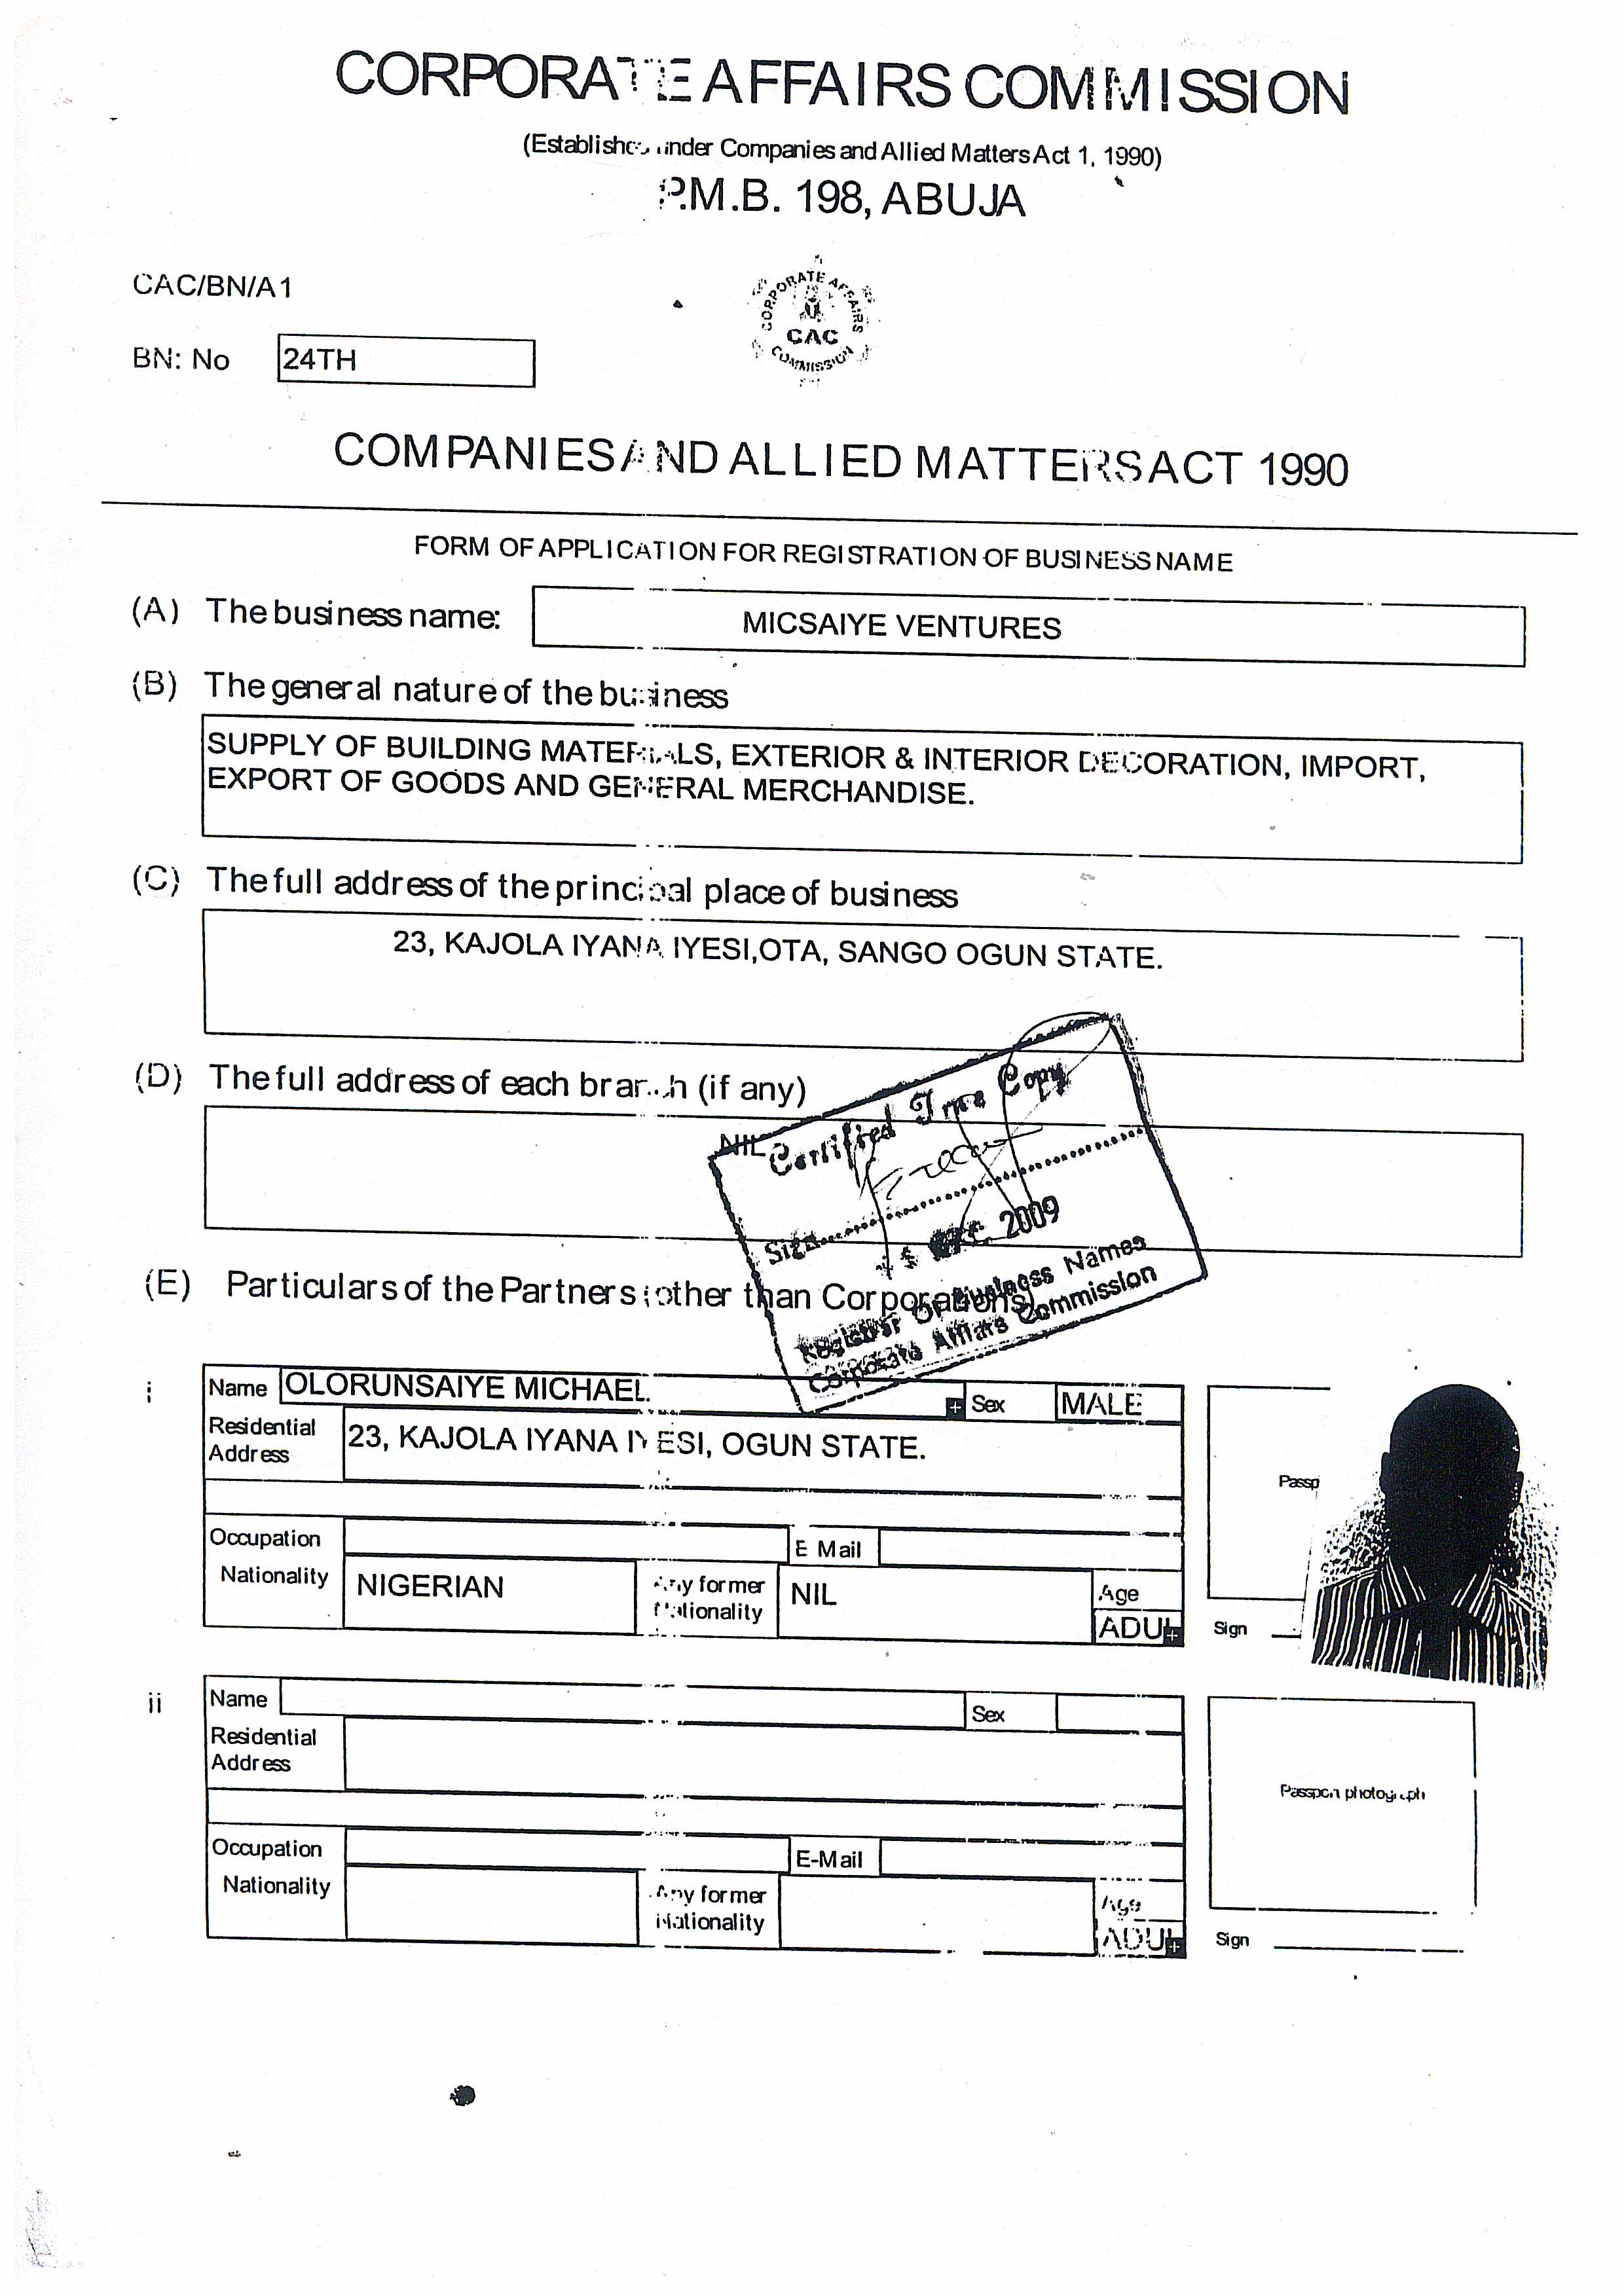 CORPORATE AFFAIRS COMMISSION
(Established under Companies and Allied Matters Act 1, 1990)
P.M.B. 198, ABUJA
CAC/BN/A1
CORPORATE AFFAIRS
CAC
COMMISSION
BN: No 24TH
COMPANIES AND ALLIED MATTERS ACT 1990
FORM OF APPLICATION FOR REGISTRATION OF BUSINESS NAME
(A) The business name: MICSAIYE VENTURES
(B) The general nature of the business
SUPPLY OF BUILDING MATERIALS, EXTERIOR & INTERIOR DECORATION, IMPORT,
EXPORT OF GOODS AND GENERAL MERCHANDISE.
(C) The full address of the principal place of business
23, KAJOLA IYANA IYESI,OTA, SANGO OGUN STATE.
(D) The full address of each branch (if any)
NIL
Certified True Copy
Sign
2009
Registrar Of Business Names
Corporate Affiars Commission
(E) Particulars of the Partners (other than Corporations)
i Name OLORUNSAIYE MICHAEL Sex MALE
Residential Address 23, KAJOLA IYANA IYESI, OGUN STATE.
Passp
Occupation E Mail
Nationality NIGERIAN Any former Nationality NIL Age ADUL
Sign
ii Name Sex
Residential Address
Passport photograph
Occupation E-Mail
Nationality Any former Nationality Age ADUL
Sign